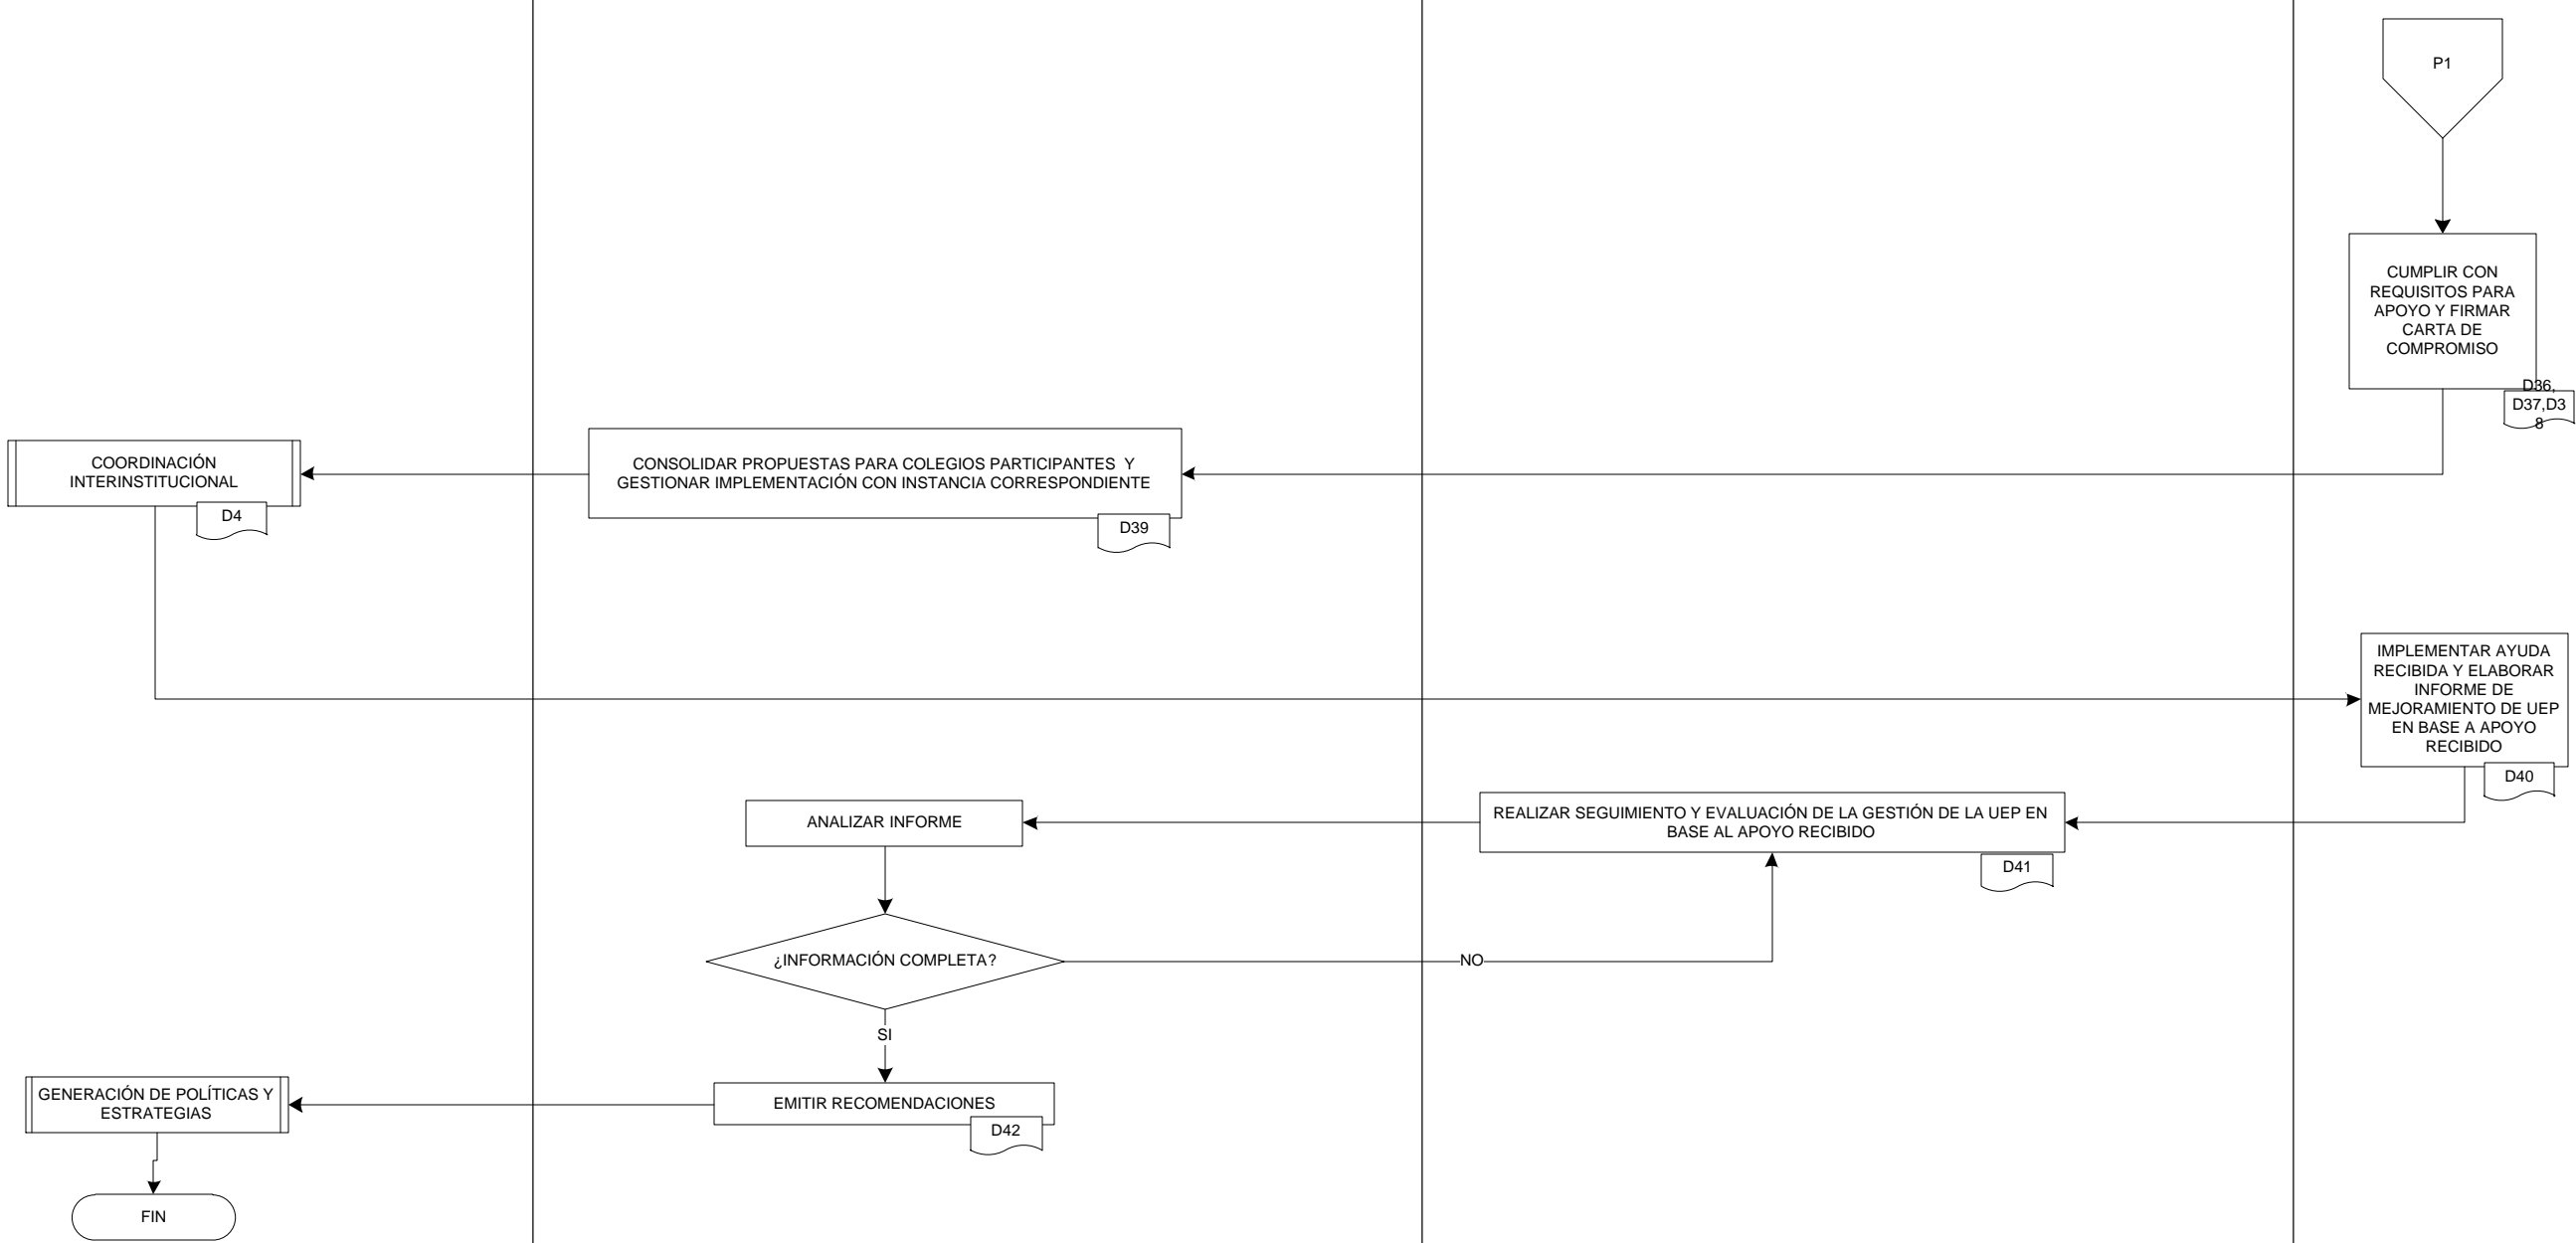 P1
CUMPLIR CON
REQUISITOS PARA
APOYO Y FIRMAR
CARTA DE
COMPROMISO
D36,
D37,D3
8
COORDINACIÓN
INTERINSTITUCIONAL
D4
CONSOLIDAR PROPUESTAS PARA COLEGIOS PARTICIPANTES Y
GESTIONAR IMPLEMENTACIÓN CON INSTANCIA CORRESPONDIENTE
D39
IMPLEMENTAR AYUDA
RECIBIDA Y ELABORAR
INFORME DE
MEJORAMIENTO DE UEP
EN BASE A APOYO
RECIBIDO
D40
ANALIZAR INFORME
REALIZAR SEGUIMIENTO Y EVALUACIÓN DE LA GESTIÓN DE LA UEP EN
BASE AL APOYO RECIBIDO
D41
¿INFORMACIÓN COMPLETA?
NO
SI
GENERACIÓN DE POLÍTICAS Y
ESTRATEGIAS
EMITIR RECOMENDACIONES
D42
FIN